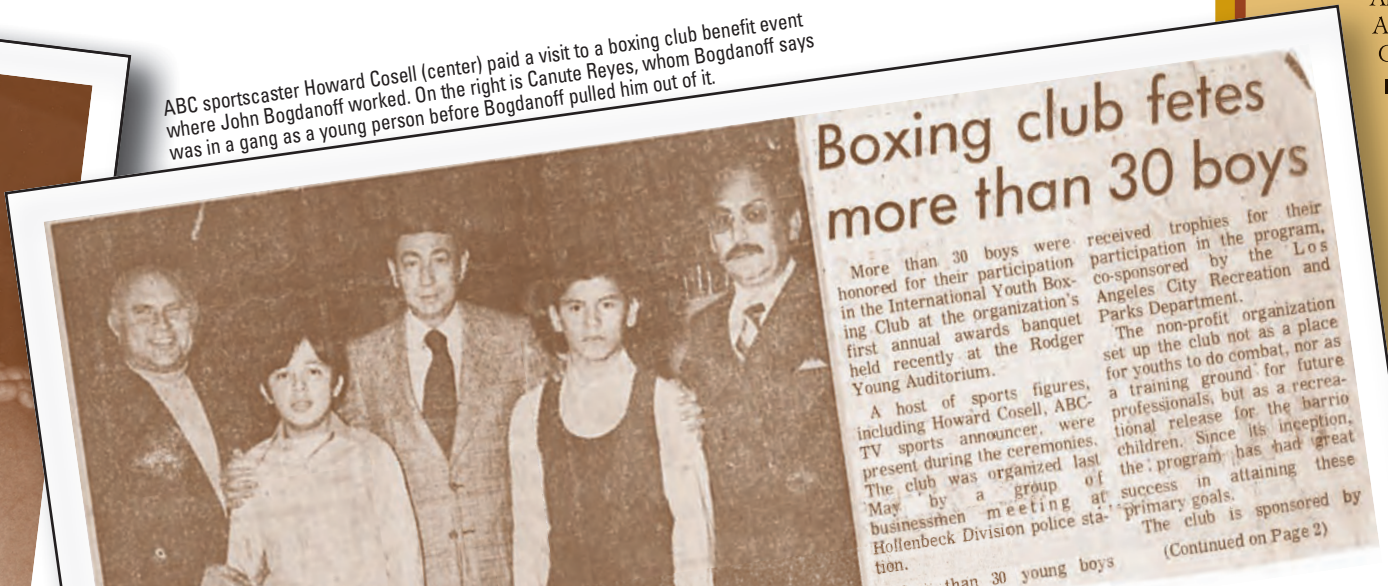 ABC sportscaster Howard Cosell (center) paid a visit to a boxing club benefit event
where John Bogdanoff worked. On the right is Canute Reyes, whom Bogdanoff says
was in a gang as a young person before Bogdanoff pulled him out of it.
Boxing club fetes
more than 30 boys
More than 30 boys were
honored for their participation
in the International Youth Box-
ing Club at the organization's
first annual awards banquet
held recently at the Rodger
Young Auditorium.
A host of sports figures,
including Howard Cosell, ABC-
TV sports announcer, were
present during the ceremonies.
The club was organized last
May by a group of
businessmen meeting at
Hollenbeck Division police sta-
tion.
than 30 young boys
received trophies for their
participation in the program,
co-sponsored by the Los
Angeles City Recreation and
Parks Department.
The non-profit organization
set up the club not as a place
for youths to do combat, nor as
a training ground for future
professionals, but as a recrea-
tional release for the barrio
children. Since its inception,
the program has had great
success in attaining these
primary goals.
The club is sponsored by
(Continued on Page 2)